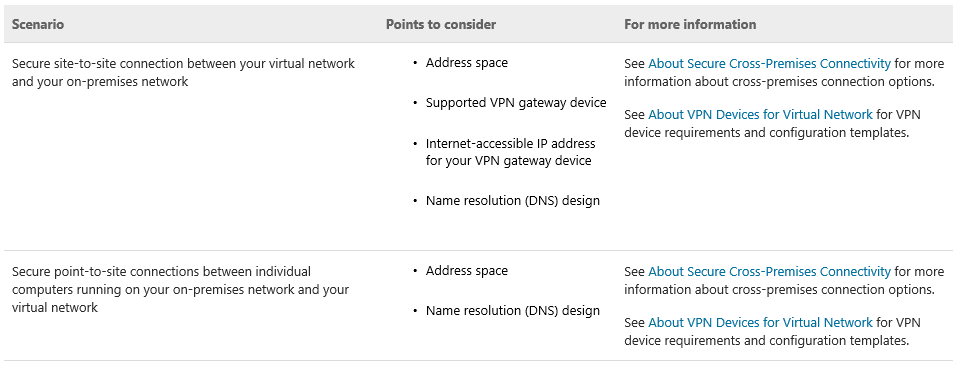 Scenario
Points to consider
For more information
Secure site-to-site connection between your virtual network
and your on-premises network
• Address space
• Supported VPN gateway device
• Internet-accessible IP address
for your VPN gateway device
• Name resolution (DNS) design
See About Secure Cross-Premises Connectivity for more
information about cross-premises connection options.
See About VPN Devices for Virtual Network for VPN
device requirements and configuration templates.
Secure point-to-site connections between individual
computers running on your on-premises network and your
virtual network
• Address space
• Name resolution (DNS) design
See About Secure Cross-Premises Connectivity for more
information about cross-premises connection options.
See About VPN Devices for Virtual Network for VPN
device requirements and configuration templates.